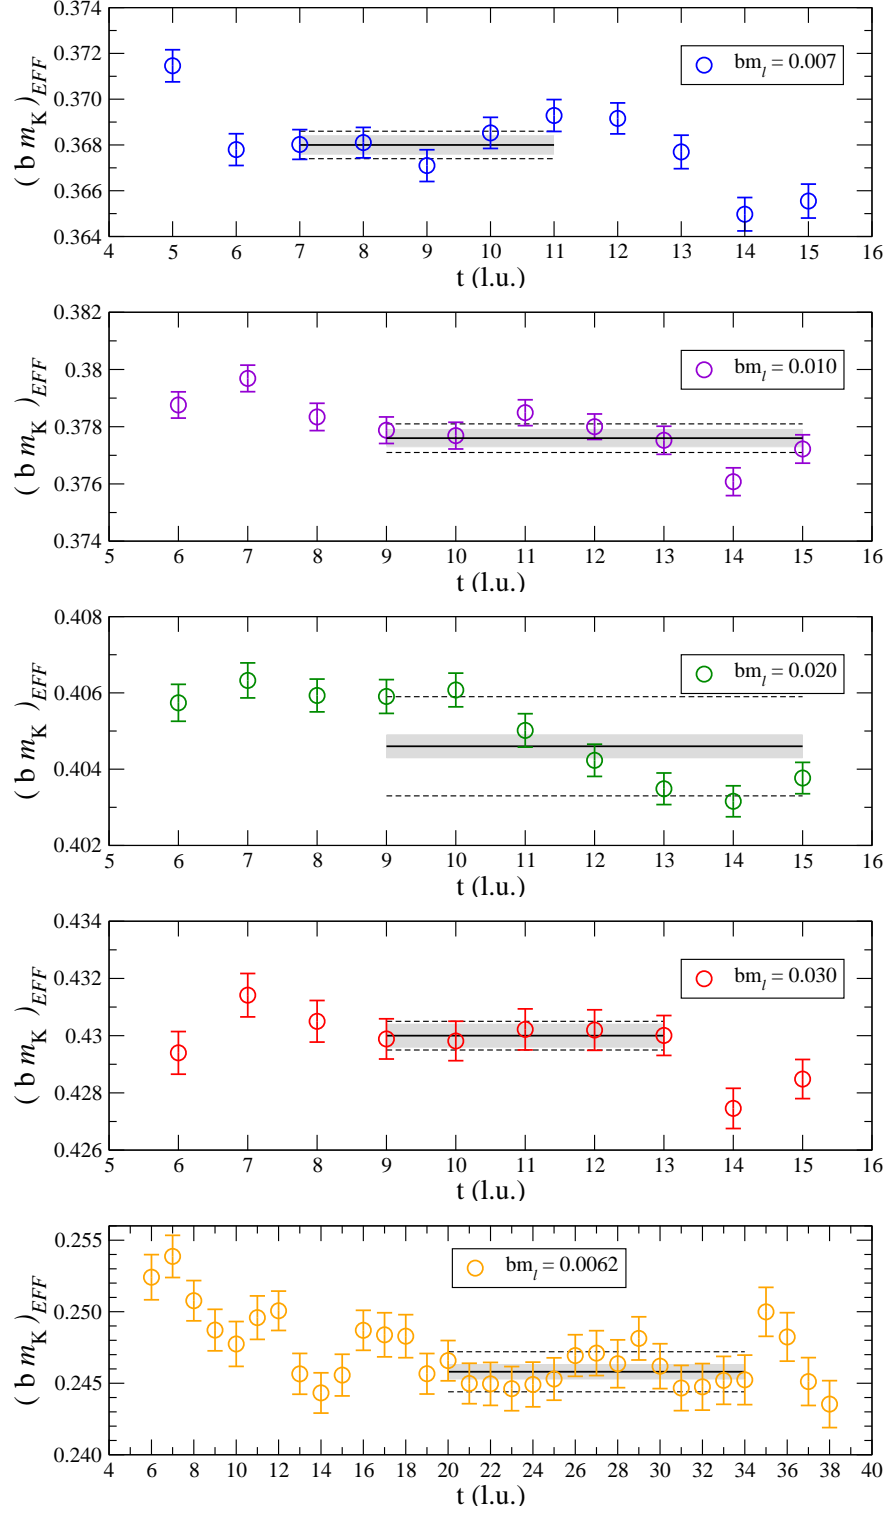 0.372
0.370
0.368
0.366
0.364
( b m_K )_EFF
bm_l = 0.007
4 5 6 7 8 9 10 11 12 13 14 15 16
t (l.u.)
0.382
0.38
0.378
0.376
0.374
( b m_K )_EFF
bm_l = 0.010
5 6 7 8 9 10 11 12 13 14 15 16
t (l.u.)
0.408
0.406
0.404
0.402
( b m_K )_EFF
bm_l = 0.020
5 6 7 8 9 10 11 12 13 14 15 16
t (l.u.)
0.434
0.432
0.43
0.428
0.426
( b m_K )_EFF
bm_l = 0.030
5 6 7 8 9 10 11 12 13 14 15 16
t (l.u.)
0.255
0.250
0.245
0.240
( b m_K )_EFF
bm_l = 0.0062
4 6 8 10 12 14 16 18 20 22 24 26 28 30 32 34 36 38 40
t (l.u.)